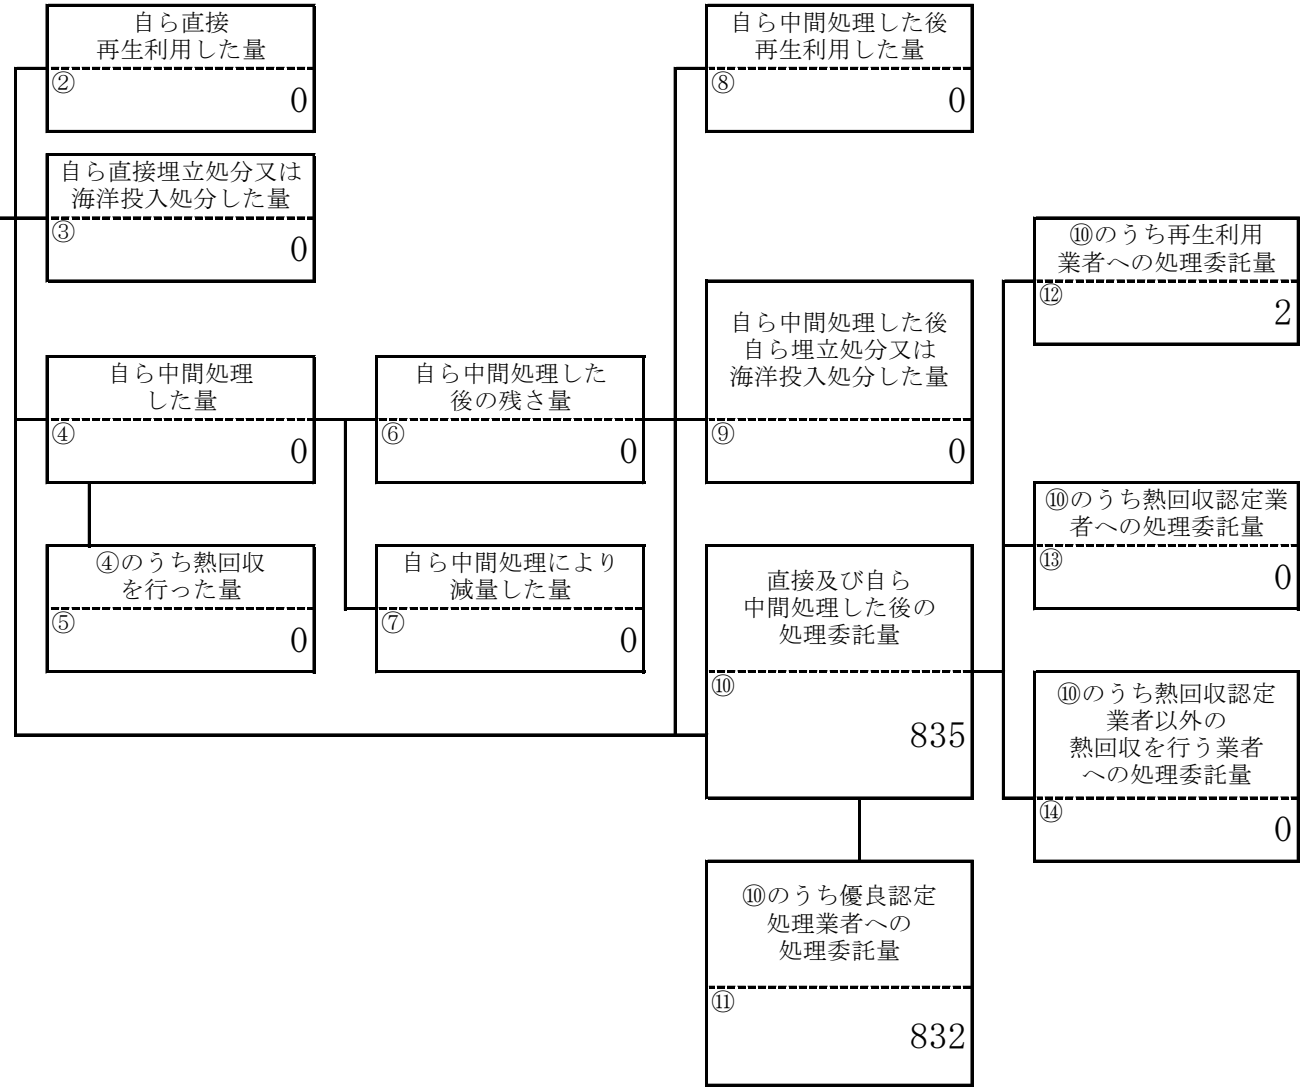 自ら直接
再生利用した量
②
0
自ら直接埋立処分又は
海洋投入処分した量
③
0
自ら中間処理
した量
④
0
④のうち熱回収
を行った量
⑤
0
自ら中間処理した
後の残さ量
⑥
0
自ら中間処理により
減量した量
⑦
0
自ら中間処理した後
再生利用した量
⑧
0
自ら中間処理した後
自ら埋立処分又は
海洋投入処分した量
⑨
0
直接及び自ら
中間処理した後の
処理委託量
⑩
835
⑩のうち優良認定
処理業者への
処理委託量
⑪
832
⑩のうち再生利用
業者への処理委託量
⑫
2
⑩のうち熱回収認定業
者への処理委託量
⑬
0
⑩のうち熱回収認定
業者以外の
熱回収を行う業者
への処理委託量
⑭
0